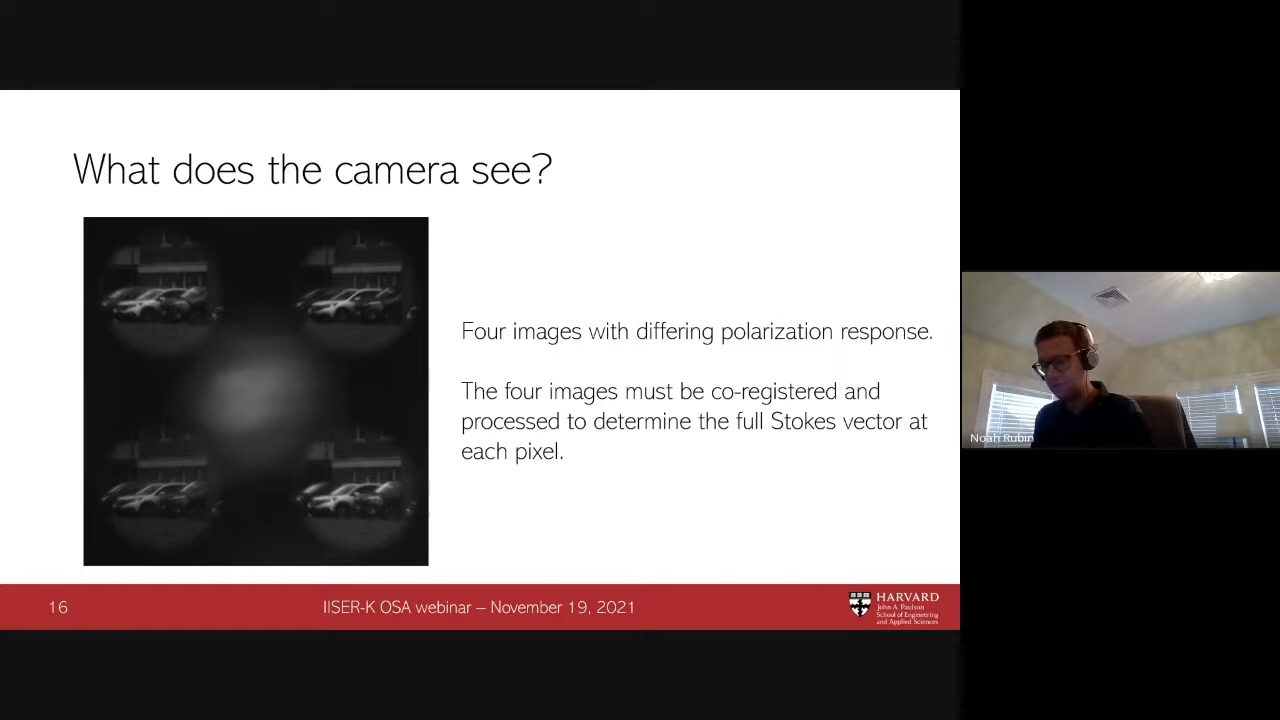 What does the camera see?
Four images with differing polarization response.
The four images must be co-registered and
processed to determine the full Stokes vector at
each pixel.
Noah Rubin
16
IISER-K OSA webinar – November 19, 2021
HARVARD
John A. Paulson
School of Engineering
and Applied Sciences